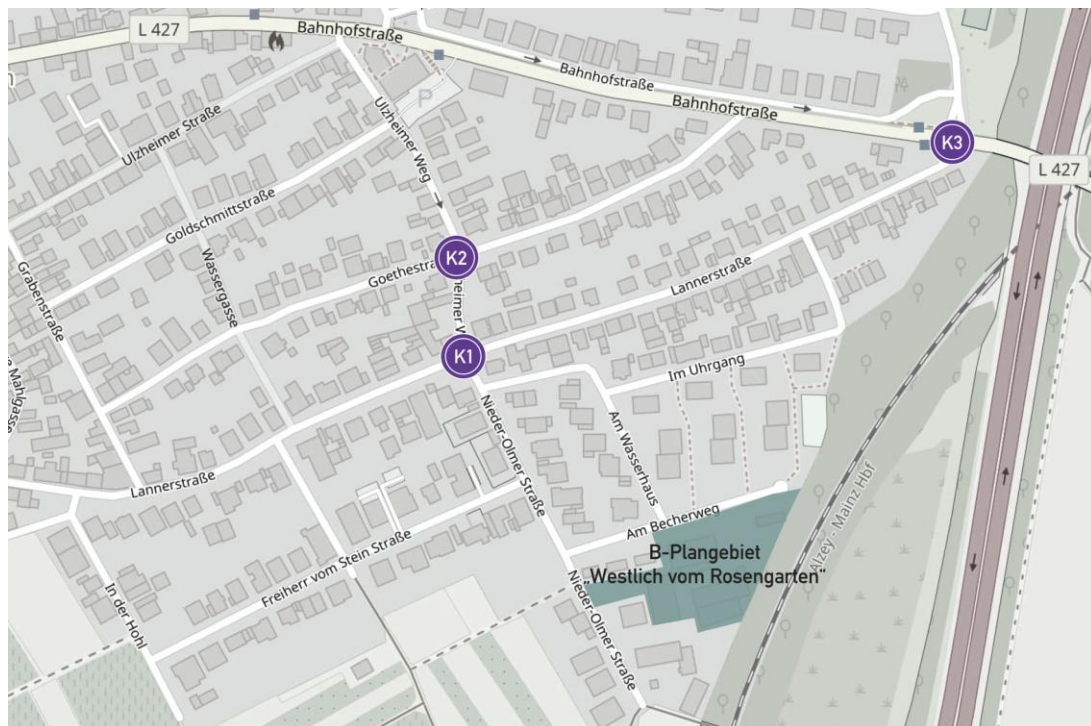 L 427
Bahnhofstraße
Bahnhofstraße
Bahnhofstraße
P
K3
L 427
Ulzheimer Straße
Ulzheimer Weg
Goldschmittstraße
K2
Goethestra
heimer
Lannerstraße
Wassergasse
Grabenstraße
Mahlgasse
K1
Im Uhrgang
Nieder-Olmer Straße
Am Wasserhaus
Lannerstraße
Am Becherweg
Alzey - Mainz Hbf
B-Plangebiet
„Westlich vom Rosengarten“
Freiherr vom Stein Straße
In der Hohl
Nieder-Olmer Straße